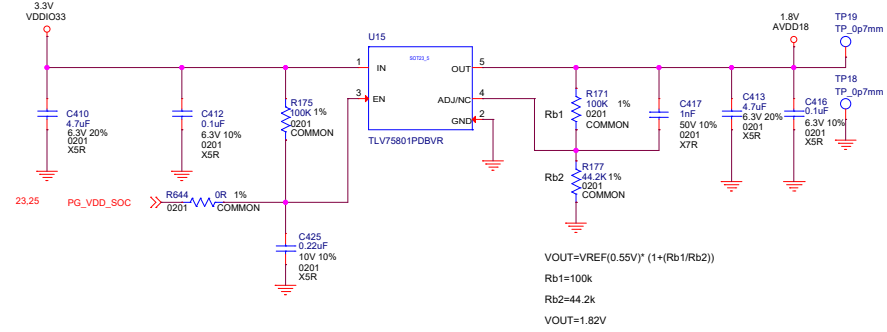 3.3V
VDDIO33
1.8V
AVDD18
TP19
TP_0p7mm
U15
SOT23_5
1
IN
OUT
5
3
EN
ADJ/NC
4
GND
2
TLV75801PDBVR
C410
4.7uF
6.3V 20%
0201
X5R
C412
0.1uF
6.3V 10%
0201
X5R
R175
100K 1%
0201
COMMON
Rb1
R171
100K 1%
0201
COMMON
C417
1nF
50V 10%
0201
X7R
C413
4.7uF
6.3V 20%
0201
X5R
C416
0.1uF
6.3V 10%
0201
X5R
TP18
TP_0p7mm
Rb2
R177
44.2K 1%
0201
COMMON
23,25
PG_VDD_SOC
R644
0R 1%
0201
COMMON
C425
0.22uF
10V 10%
0201
X5R
VOUT=VREF(0.55V)* (1+(Rb1/Rb2))
Rb1=100k
Rb2=44.2k
VOUT=1.82V